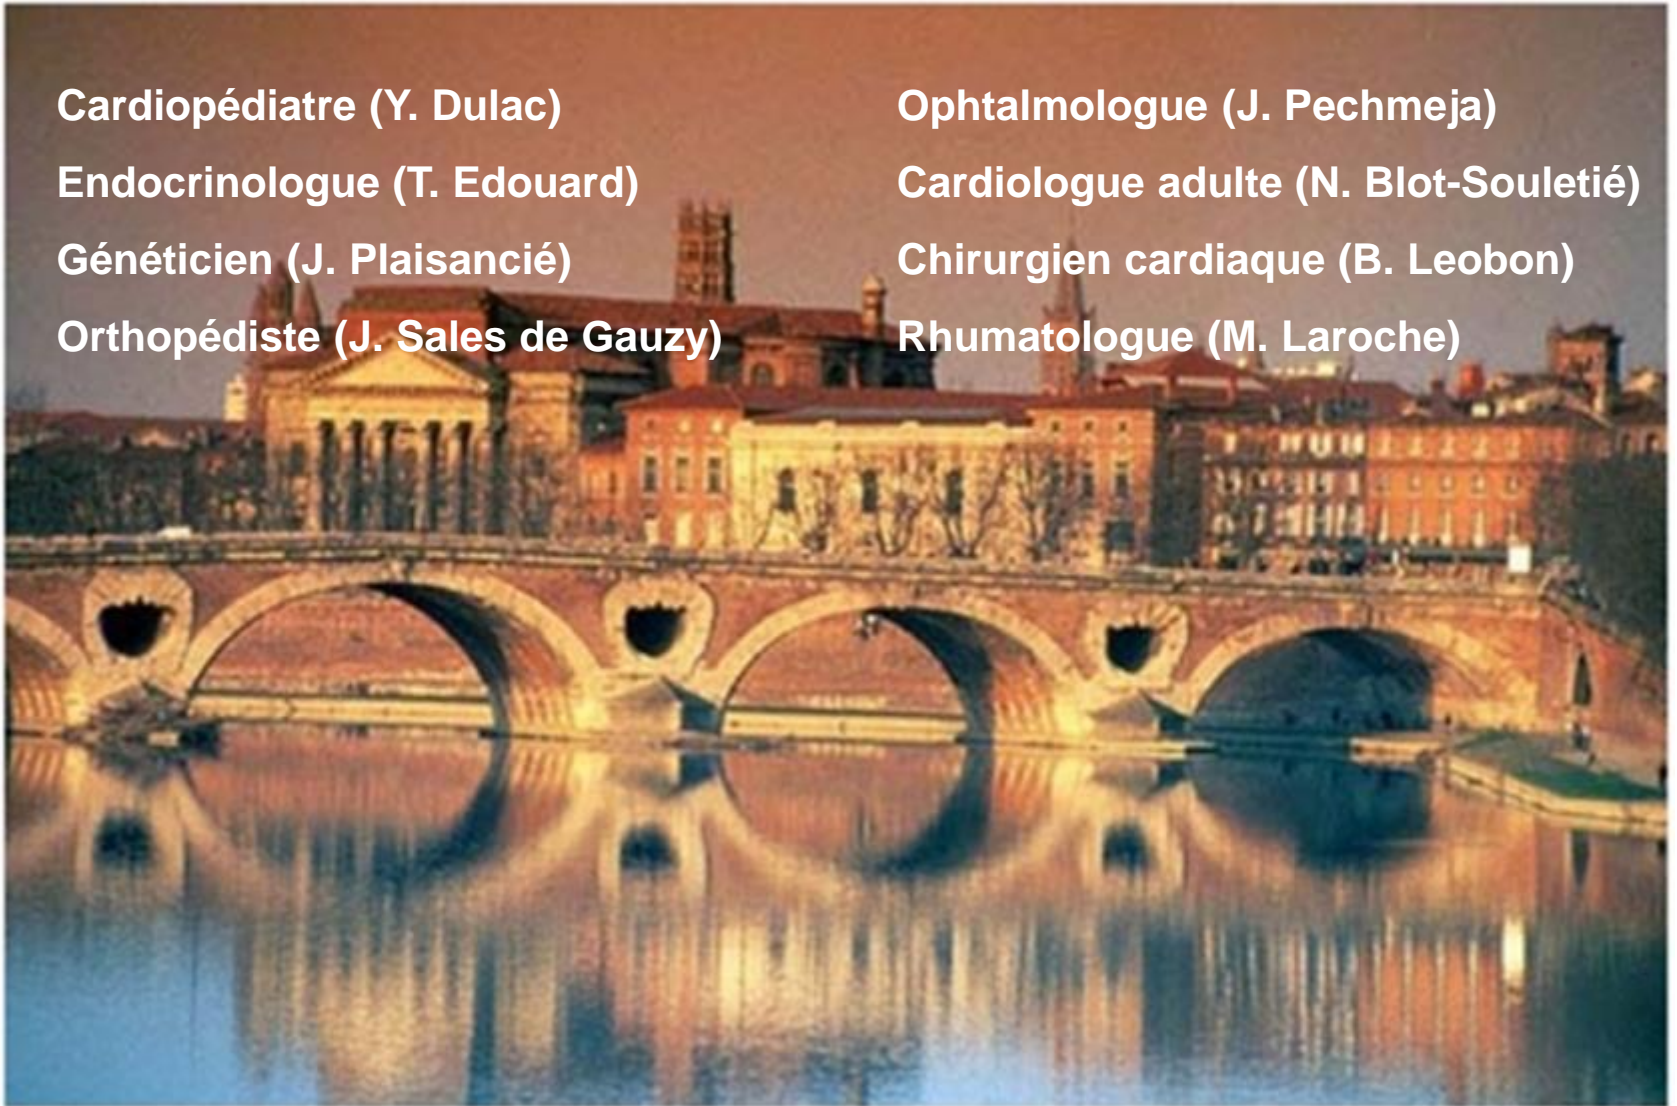 Cardiopédiatre (Y. Dulac)
Endocrinologue (T. Edouard)
Généticien (J. Plaisancié)
Orthopédiste (J. Sales de Gauzy)
Ophtalmologue (J. Pechmeja)
Cardiologue adulte (N. Blot-Souletié)
Chirurgien cardiaque (B. Leobon)
Rhumatologue (M. Laroche)